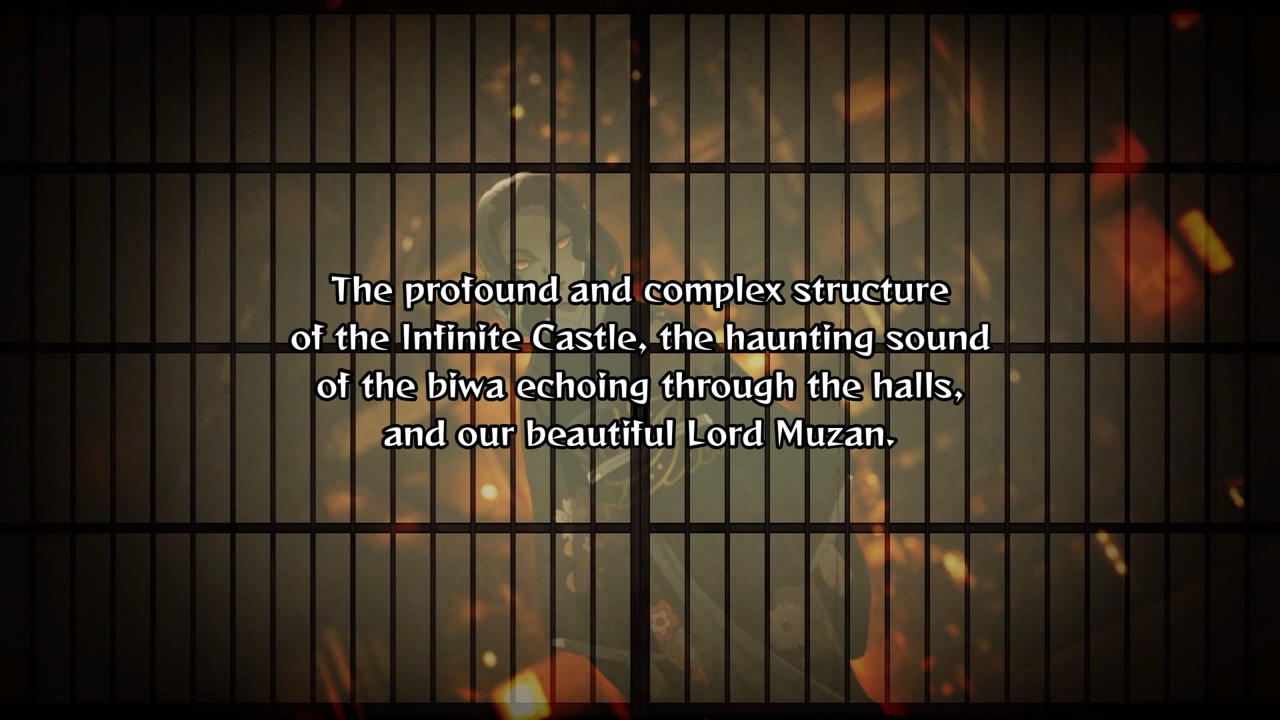 The profound and complex structure
of the Infinite Castle, the haunting sound
of the biwa echoing through the halls,
and our beautiful Lord Muzan.